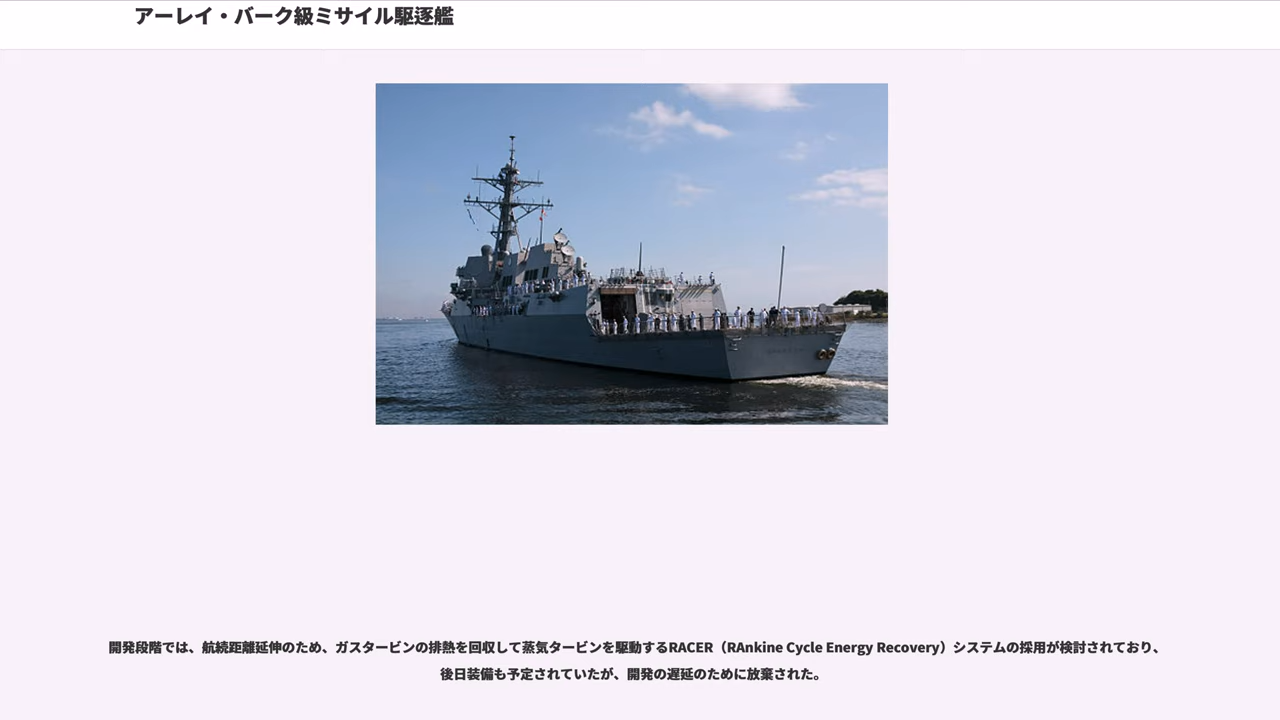 アーレイ・バーク級ミサイル駆逐艦
開発段階では、航続距離延伸のため、ガスタービンの排熱を回収して蒸気タービンを駆動するRACER（RAnkine Cycle Energy Recovery）システムの採用が検討されており、
後日装備も予定されていたが、開発の遅延のために放棄された。